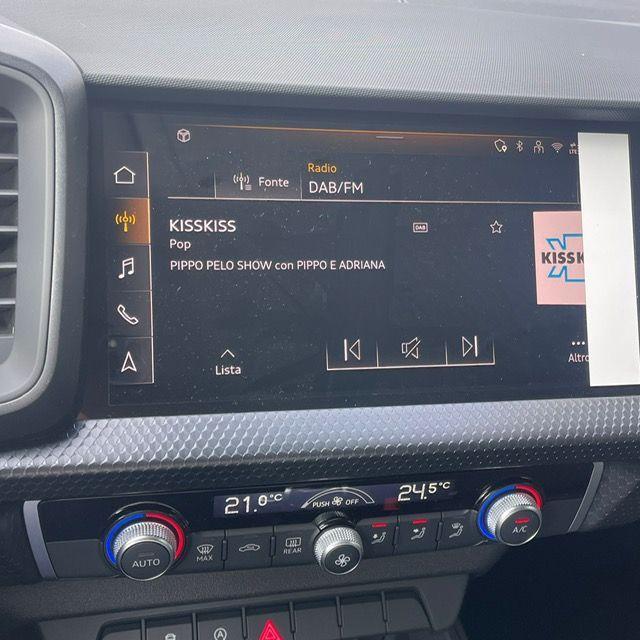 LTE
Radio
Fonte
DAB/FM
KISSKISS
DAB
Pop
PIPPO PELO SHOW con PIPPO E ADRIANA
KISSK
Lista
Altro
21.0°C
PUSH OFF
24.5°C
AUTO
MAX
REAR
A/C
A